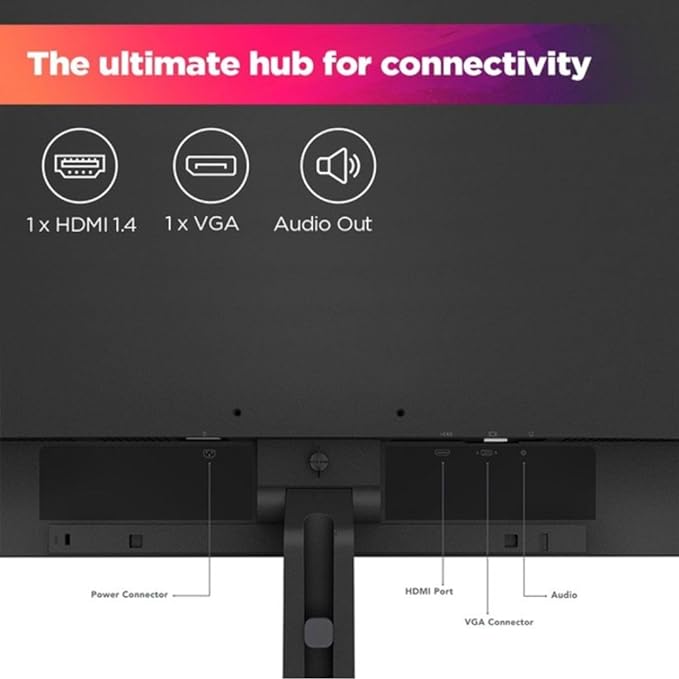 The ultimate hub for connectivity
1 x HDMI 1.4
1 x VGA
Audio Out
Power Connector
HDMI Port
VGA Connector
Audio